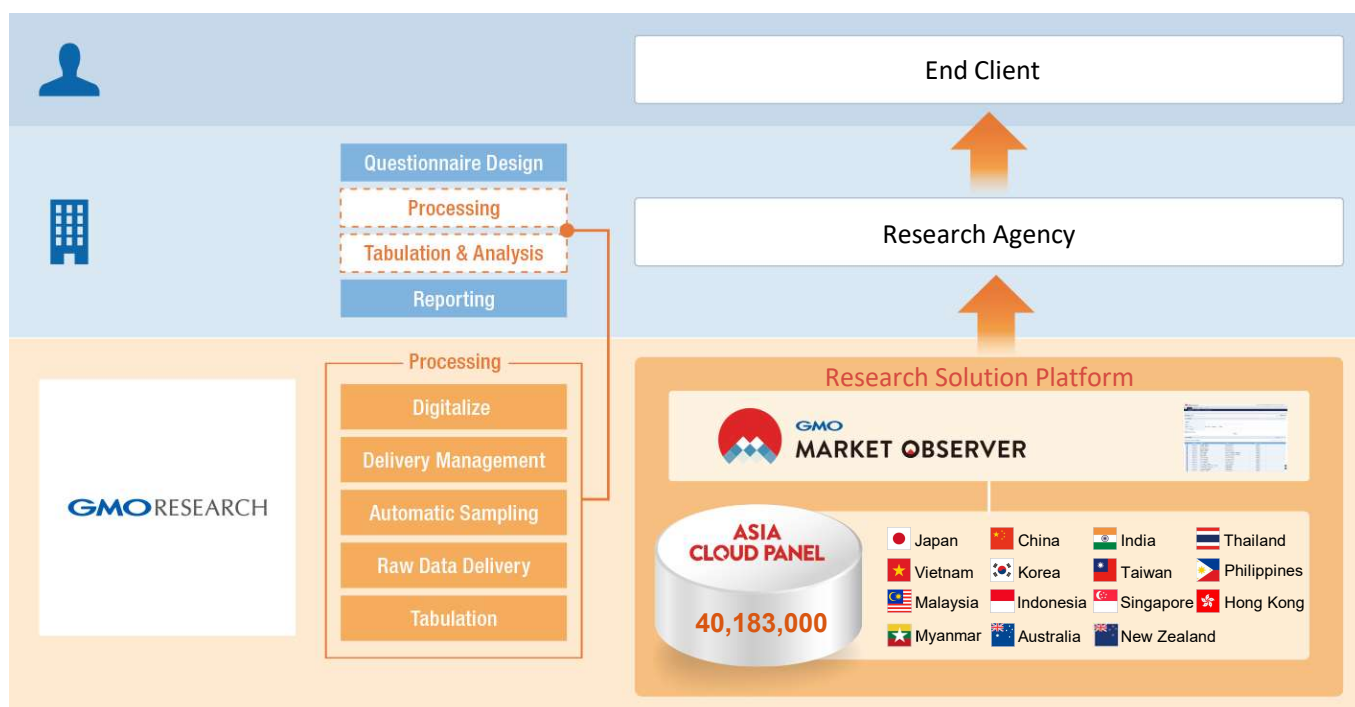 End Client
Questionnaire Design
Processing
Tabulation & Analysis
Reporting
Research Agency
GMO RESEARCH
Processing
Digitalize
Delivery Management
Automatic Sampling
Raw Data Delivery
Tabulation
Research Solution Platform
GMO
MARKET OBSERVER
ASIA
CLOUD PANEL
40,183,000
Japan China India Thailand
Vietnam Korea Taiwan Philippines
Malaysia Indonesia Singapore Hong Kong
Myanmar Australia New Zealand